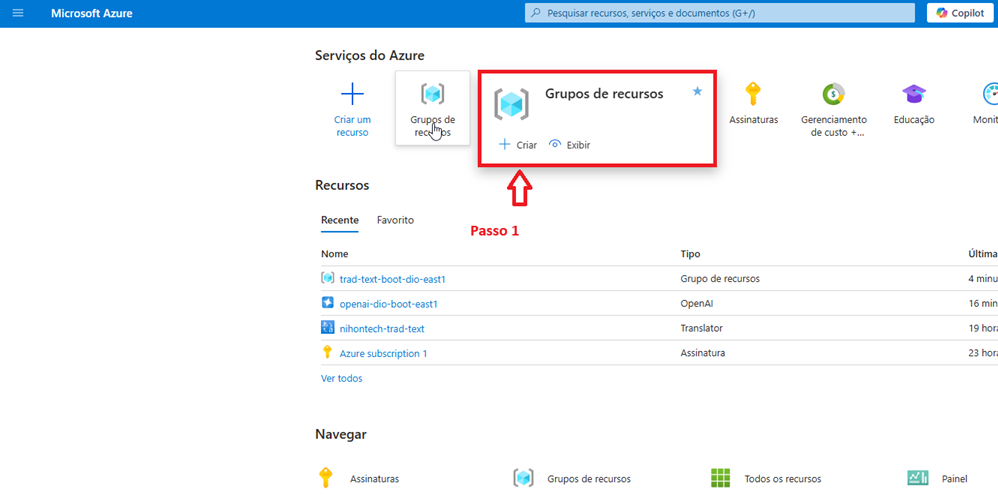 Microsoft Azure
Pesquisar recursos, serviços e documentos (G+/)
Copilot
Serviços do Azure
Criar um
recurso
Grupos de
recursos
Grupos de recursos
Criar
Exibir
Assinaturas
Gerenciamento
de custo +...
Educação
Monit
Passo 1
Recursos
Recente Favorito
Nome Tipo Última
trad-text-boot-dio-east1 Grupo de recursos 4 minu
openai-dio-boot-east1 OpenAI 16 min
nihontech-trad-text Translator 19 hora
Azure subscription 1 Assinatura 23 hora
Ver todos
Navegar
Assinaturas Grupos de recursos Todos os recursos Painel